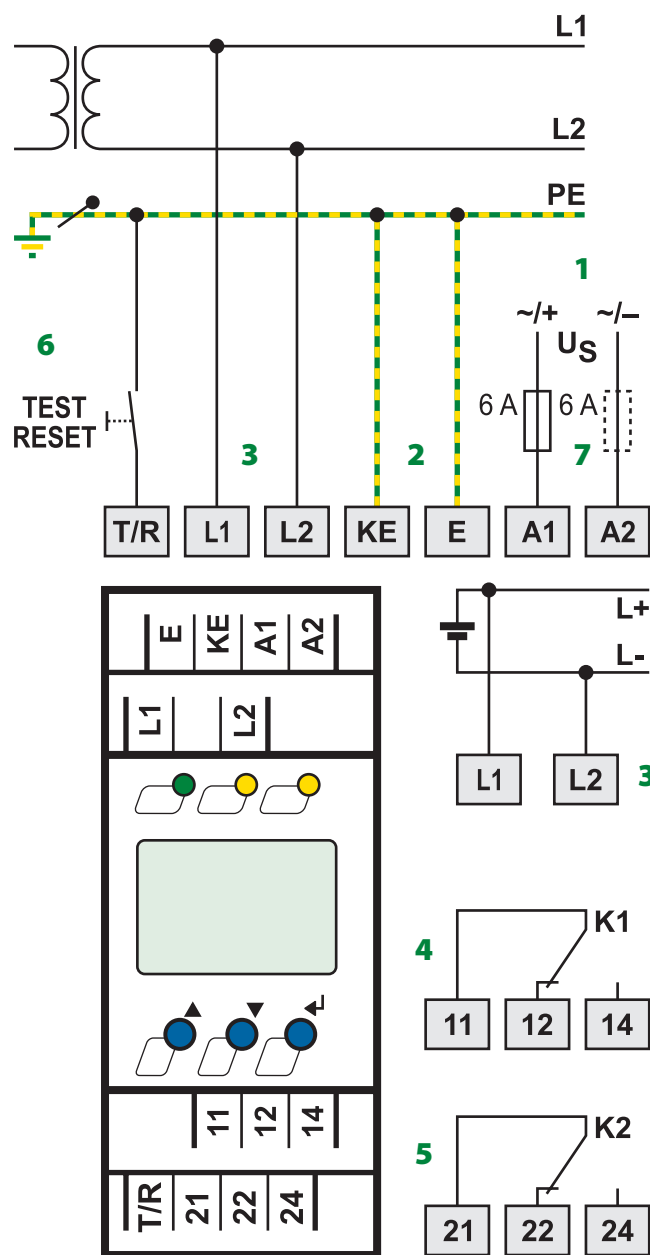 L1
L2
PE
1
~/+ ~/–
U_S
6
6 A 6 A
TEST
RESET
3 2 7
T/R L1 L2 KE E A1 A2
E KE A1 A2
L+
L-
L1 L2
L1 L2 3
K1
4
11 12 14
11 12 14
K2
5
T/R 21 22 24
21 22 24